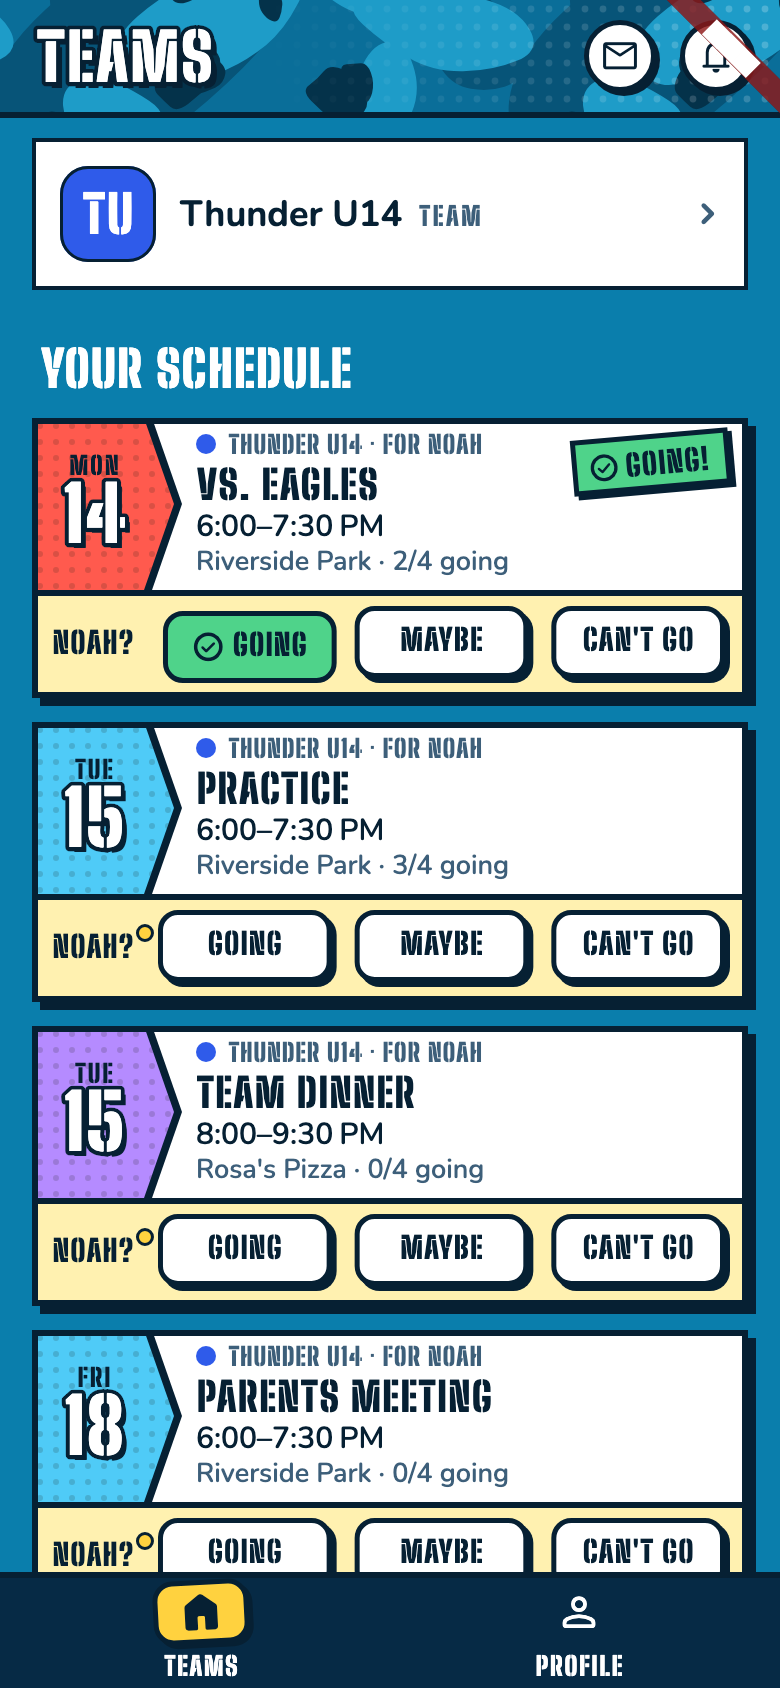 TEAMS
TU
Thunder U14 TEAM
YOUR SCHEDULE
MON
14
THUNDER U14 · FOR NOAH
VS. EAGLES
6:00–7:30 PM
Riverside Park · 2/4 going
GOING!
NOAH?
GOING
MAYBE
CAN'T GO
TUE
15
THUNDER U14 · FOR NOAH
PRACTICE
6:00–7:30 PM
Riverside Park · 3/4 going
NOAH?
GOING
MAYBE
CAN'T GO
TUE
15
THUNDER U14 · FOR NOAH
TEAM DINNER
8:00–9:30 PM
Rosa's Pizza · 0/4 going
NOAH?
GOING
MAYBE
CAN'T GO
FRI
18
THUNDER U14 · FOR NOAH
PARENTS MEETING
6:00–7:30 PM
Riverside Park · 0/4 going
NOAH?
GOING
MAYBE
CAN'T GO
TEAMS
PROFILE